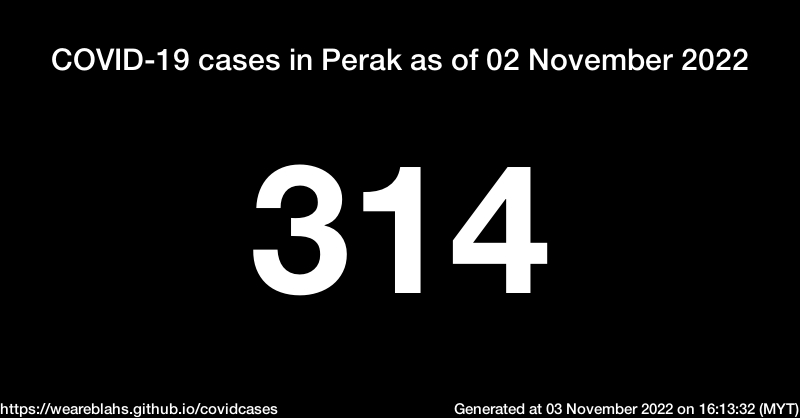 COVID-19 cases in Perak as of 02 November 2022
314
https://weareblahs.github.io/covidcases
Generated at 03 November 2022 on 16:13:32 (MYT)